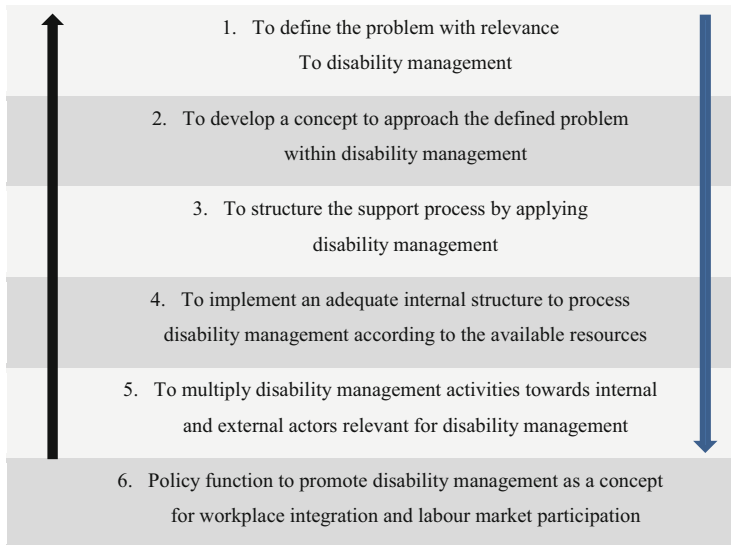 1. To define the problem with relevance
To disability management
2. To develop a concept to approach the defined problem
within disability management
3. To structure the support process by applying
disability management
4. To implement an adequate internal structure to process
disability management according to the available resources
5. To multiply disability management activities towards internal
and external actors relevant for disability management
6. Policy function to promote disability management as a concept
for workplace integration and labour market participation